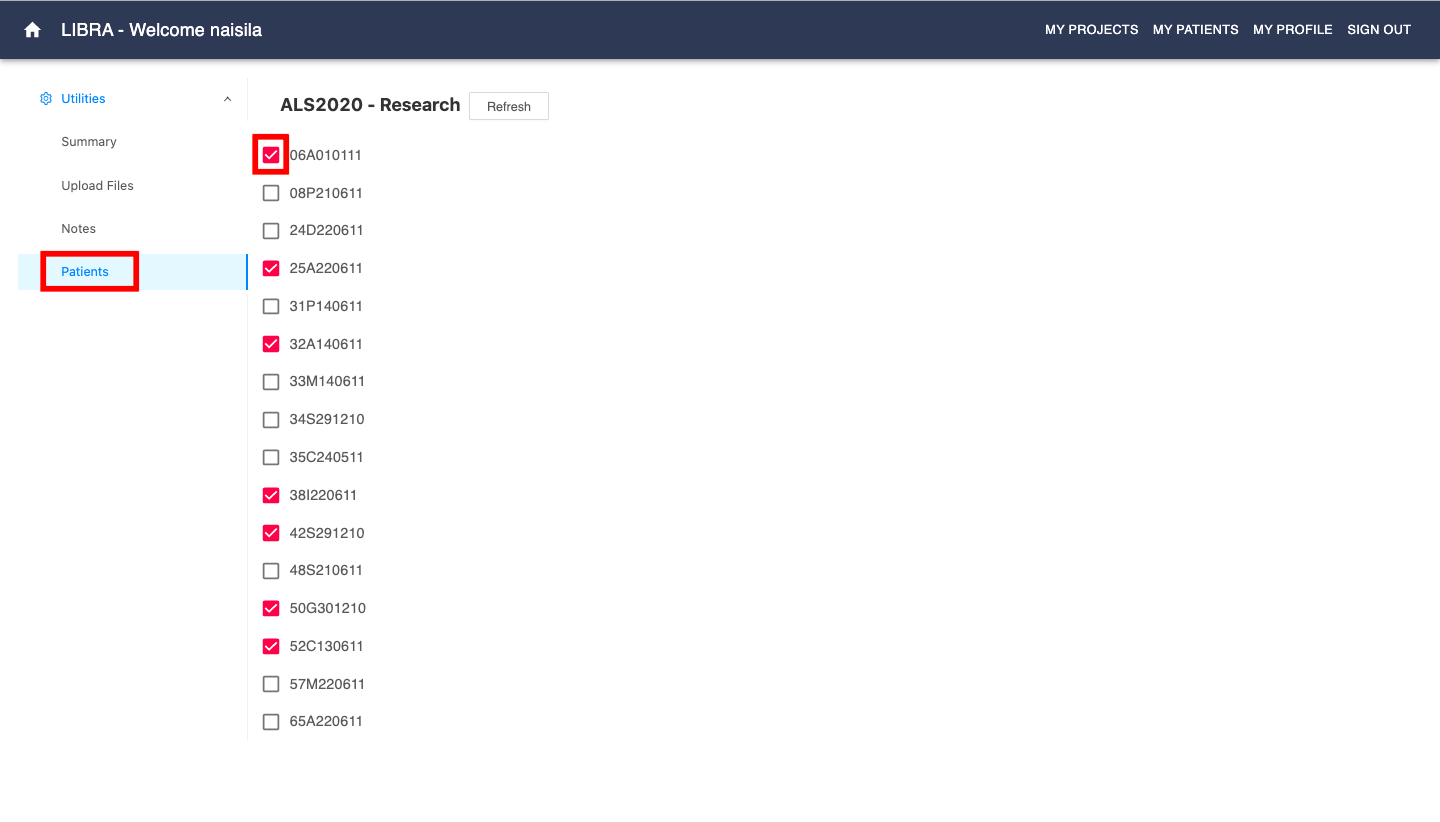 LIBRA - Welcome naisila
MY PROJECTS MY PATIENTS MY PROFILE SIGN OUT
Utilities
Summary
Upload Files
Notes
Patients
ALS2020 - Research Refresh
06A010111
08P210611
24D220611
25A220611
31P140611
32A140611
33M140611
34S291210
35C240511
38I220611
42S291210
48S210611
50G301210
52C130611
57M220611
65A220611